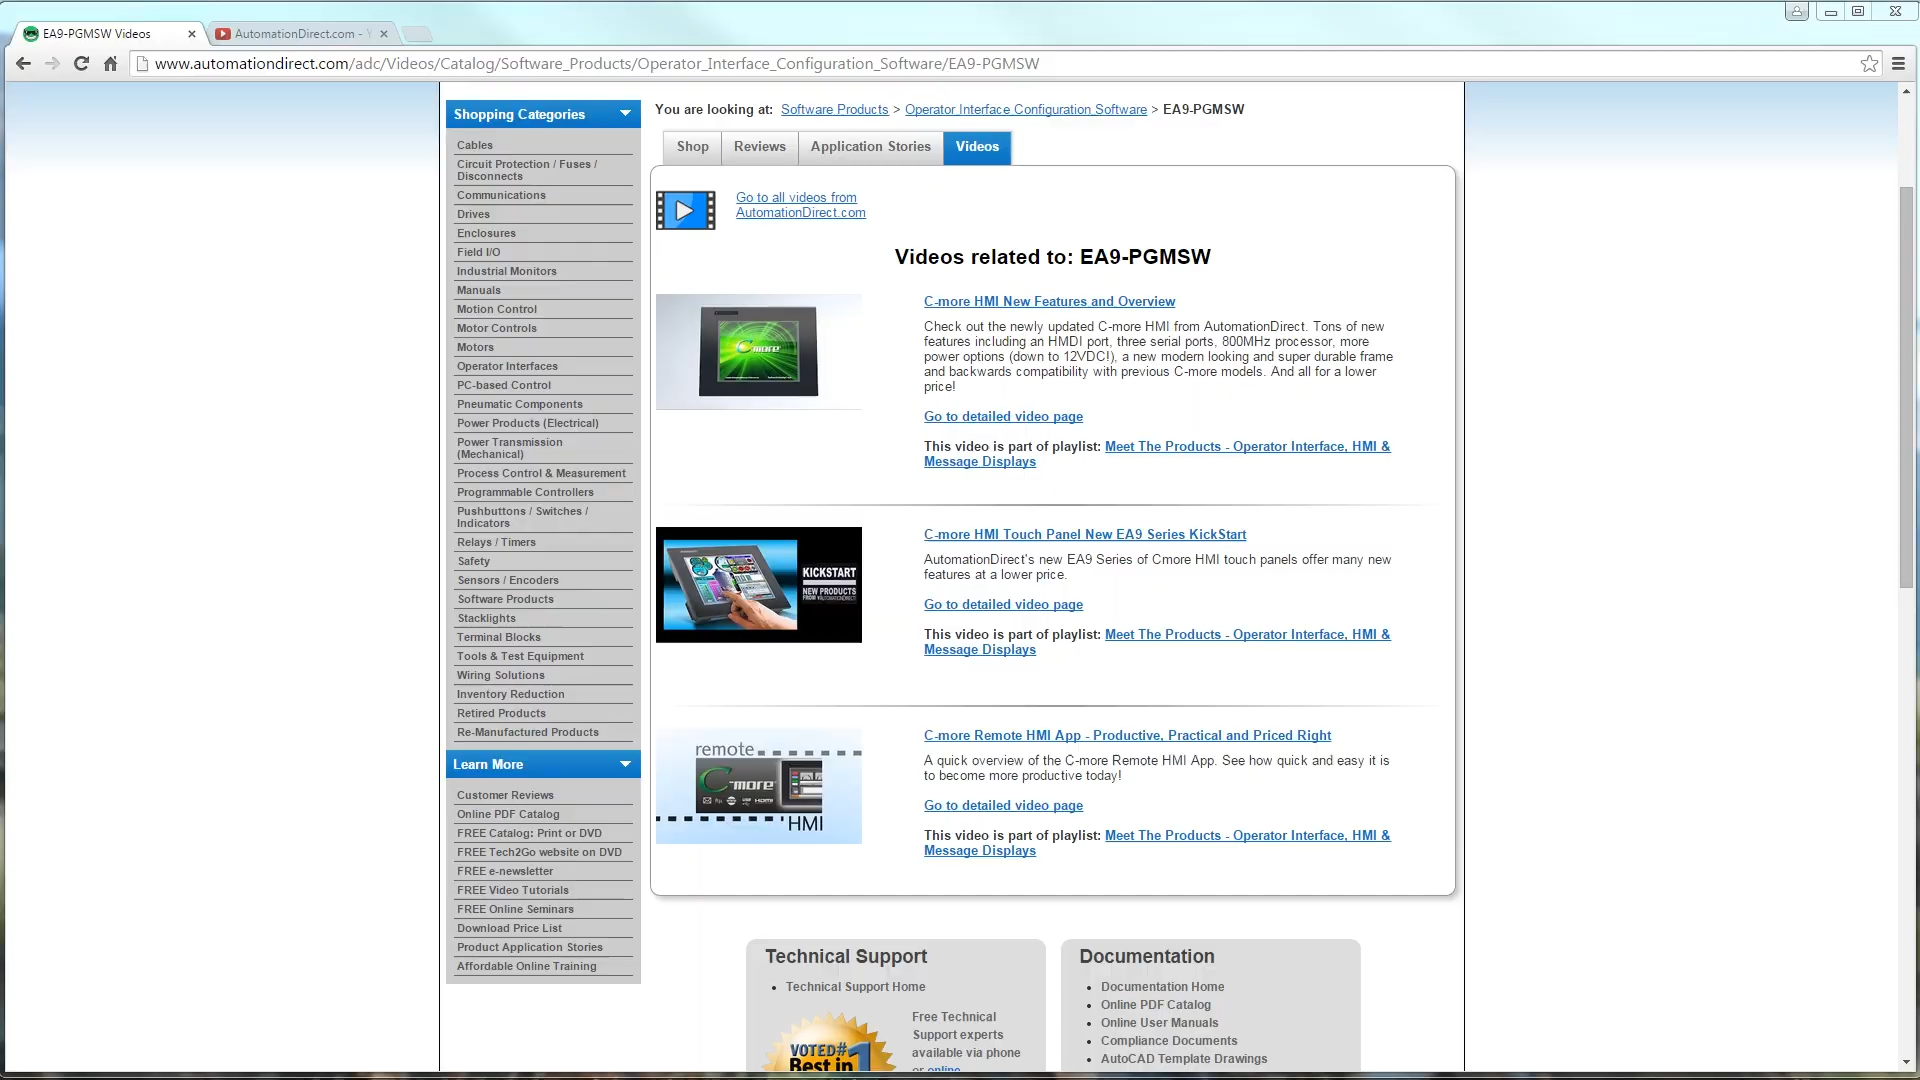 EA9-PGMSW Videos
AutomationDirect.com - Y
www.automationdirect.com/adc/Videos/Catalog/Software_Products/Operator_Interface_Configuration_Software/EA9-PGMSW
Shopping Categories
Cables
Circuit Protection / Fuses /
Disconnects
Communications
Drives
Enclosures
Field I/O
Industrial Monitors
Manuals
Motion Control
Motor Controls
Motors
Operator Interfaces
PC-based Control
Pneumatic Components
Power Products (Electrical)
Power Transmission
(Mechanical)
Process Control & Measurement
Programmable Controllers
Pushbuttons / Switches /
Indicators
Relays / Timers
Safety
Sensors / Encoders
Software Products
Stacklights
Terminal Blocks
Tools & Test Equipment
Wiring Solutions
Inventory Reduction
Retired Products
Re-Manufactured Products
Learn More
Customer Reviews
Online PDF Catalog
FREE Catalog: Print or DVD
FREE Tech2Go website on DVD
FREE e-newsletter
FREE Video Tutorials
FREE Online Seminars
Download Price List
Product Application Stories
Affordable Online Training
You are looking at: Software Products > Operator Interface Configuration Software > EA9-PGMSW
Shop
Reviews
Application Stories
Videos
Go to all videos from
AutomationDirect.com
Videos related to: EA9-PGMSW
C-more
C-more HMI New Features and Overview
Check out the newly updated C-more HMI from AutomationDirect. Tons of new
features including an HMDI port, three serial ports, 800MHz processor, more
power options (down to 12VDC!), a new modern looking and super durable frame
and backwards compatibility with previous C-more models. And all for a lower
price!
Go to detailed video page
This video is part of playlist: Meet The Products - Operator Interface, HMI &
Message Displays
KICKSTART
NEW PRODUCTS
FROM AUTOMATIONDIRECT
C-more HMI Touch Panel New EA9 Series KickStart
AutomationDirect's new EA9 Series of Cmore HMI touch panels offer many new
features at a lower price.
Go to detailed video page
This video is part of playlist: Meet The Products - Operator Interface, HMI &
Message Displays
remote
C-more
HDMI
HMI
C-more Remote HMI App - Productive, Practical and Priced Right
A quick overview of the C-more Remote HMI App. See how quick and easy it is
to become more productive today!
Go to detailed video page
This video is part of playlist: Meet The Products - Operator Interface, HMI &
Message Displays
Technical Support
Technical Support Home
VOTED #1
Best in
Free Technical
Support experts
available via phone
or online
Documentation
Documentation Home
Online PDF Catalog
Online User Manuals
Compliance Documents
AutoCAD Template Drawings